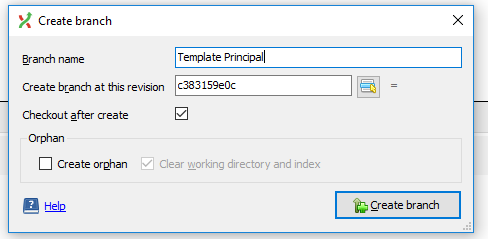 Create branch
Branch name
Template Principal
Create branch at this revision
c383159e0c
=
Checkout after create
Orphan
Create orphan
Clear working directory and index
Help
Create branch